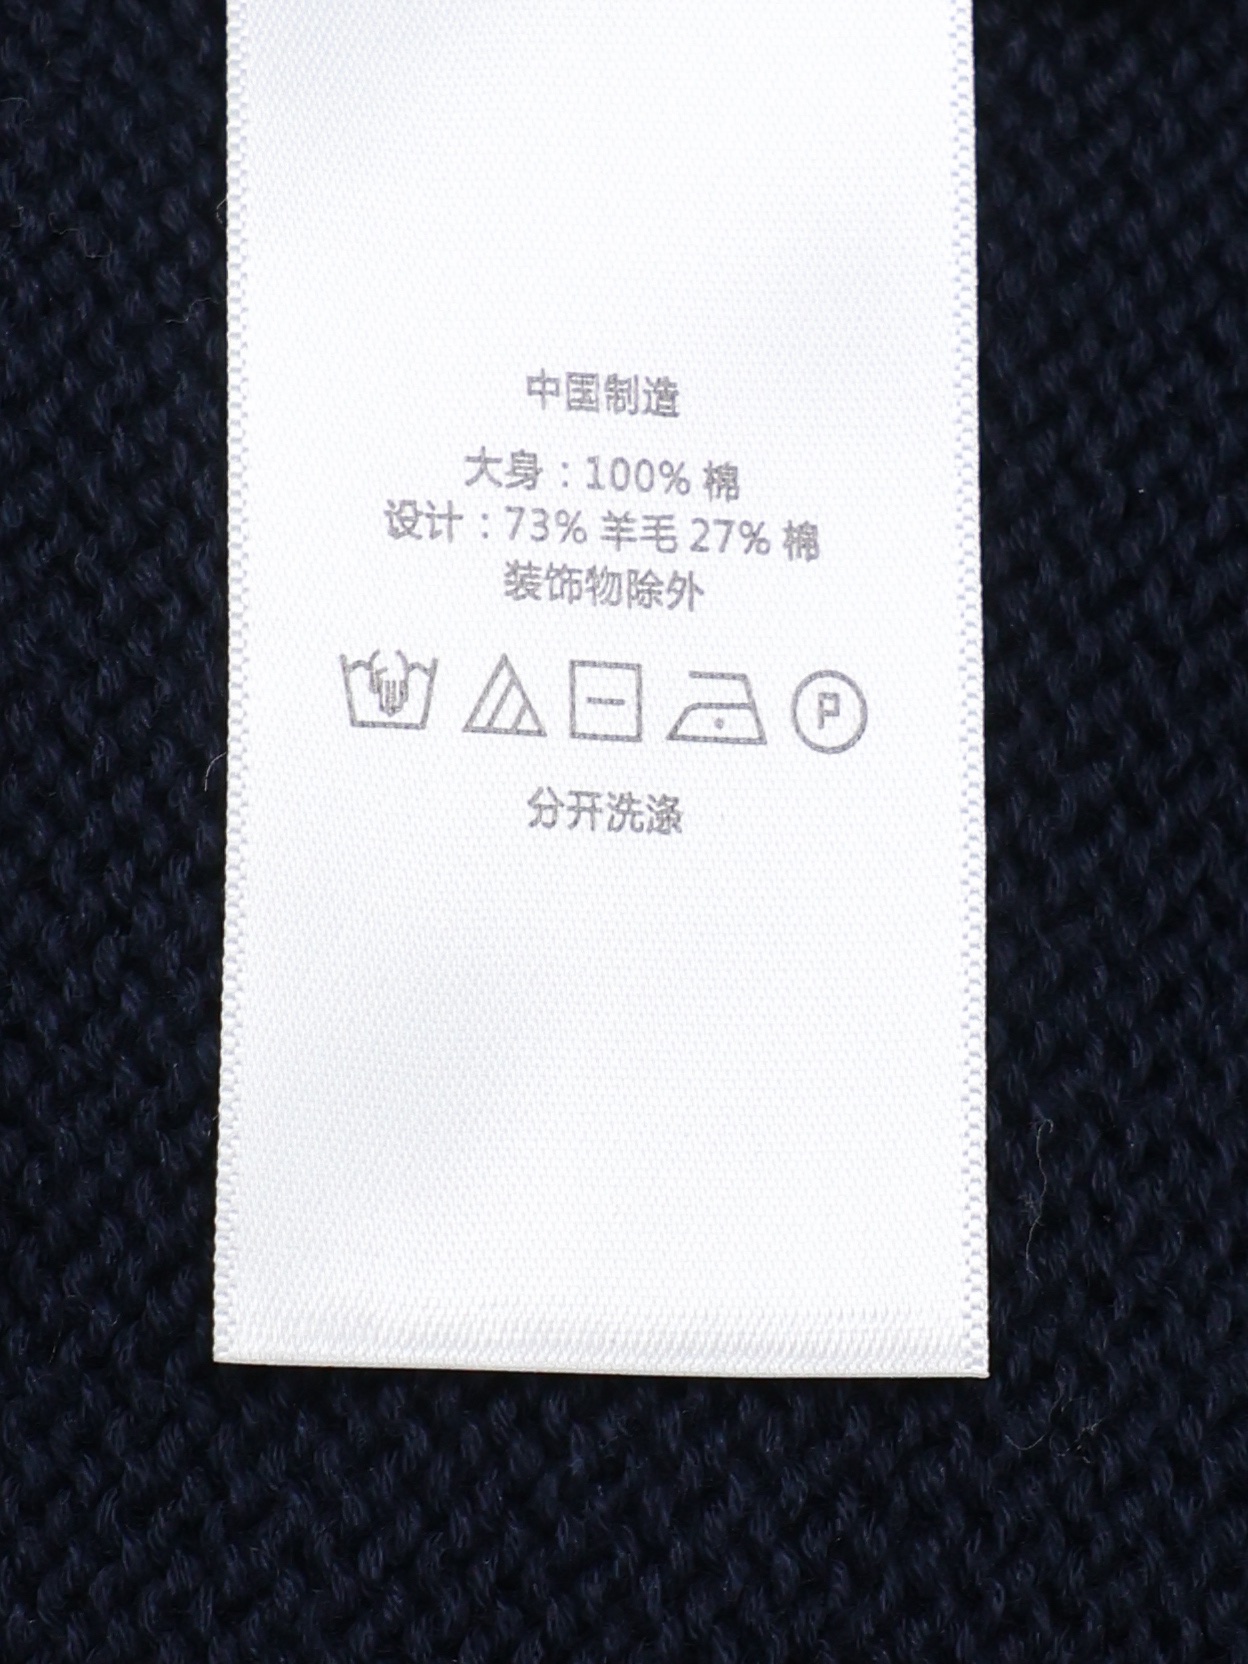 中国制造
大身：100% 棉
设计：73% 羊毛 27% 棉
装饰物除外
P
分开洗涤